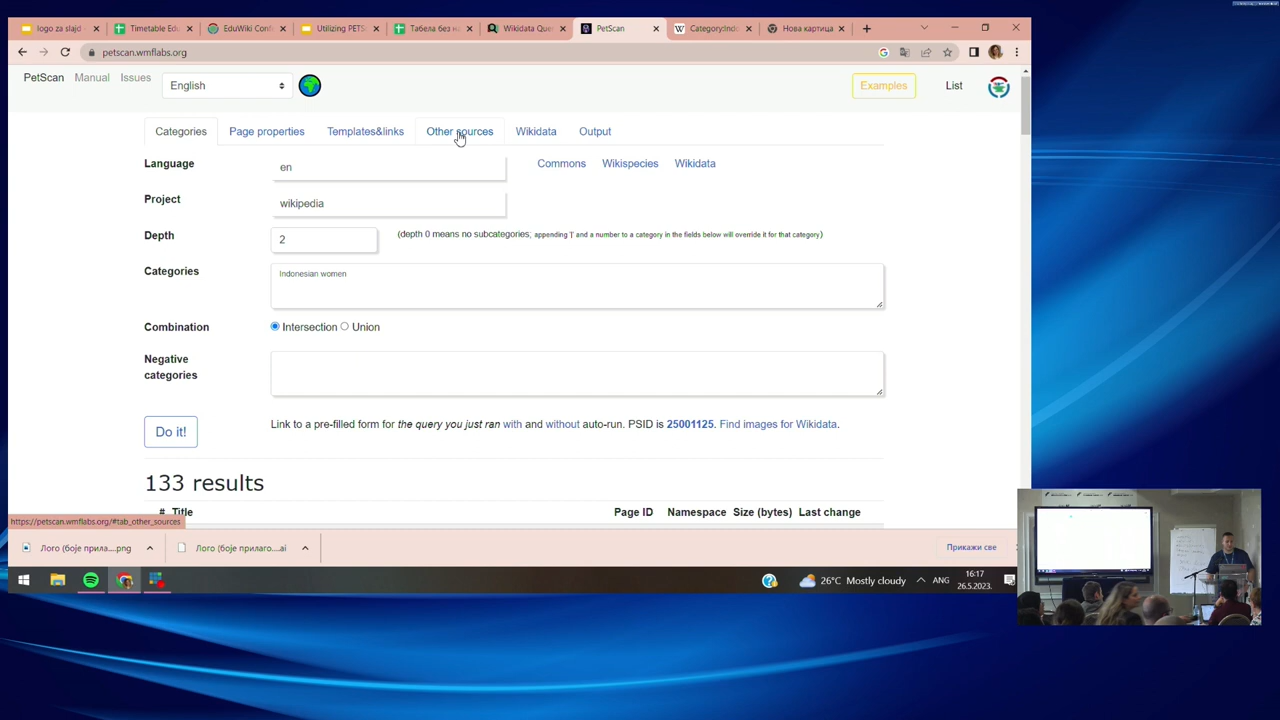 logo za slajd
Timetable Edu
EduWiki Conf
Utilizing PETS
Табела без на
Wikidata Que
PetScan
Category:Indo
Нова картица
petscan.wmflabs.org
PetScan Manual Issues English Examples List
Categories Page properties Templates&links Other sources Wikidata Output
Language en Commons Wikispecies Wikidata
Project wikipedia
Depth 2 (depth 0 means no subcategories; appending '|' and a number to a category in the fields below will override it for that category)
Categories Indonesian women
Combination Intersection Union
Negative
categories
Do it! Link to a pre-filled form for the query you just ran with and without auto-run. PSID is 25001125. Find images for Wikidata.
133 results
# Title Page ID Namespace Size (bytes) Last change
https://petscan.wmflabs.org/#tab_other_sources
Лого (боје прила....png Лого (боје прилаго....ai Прикажи све
26°C Mostly cloudy ANG 16:17
26.5.2023.